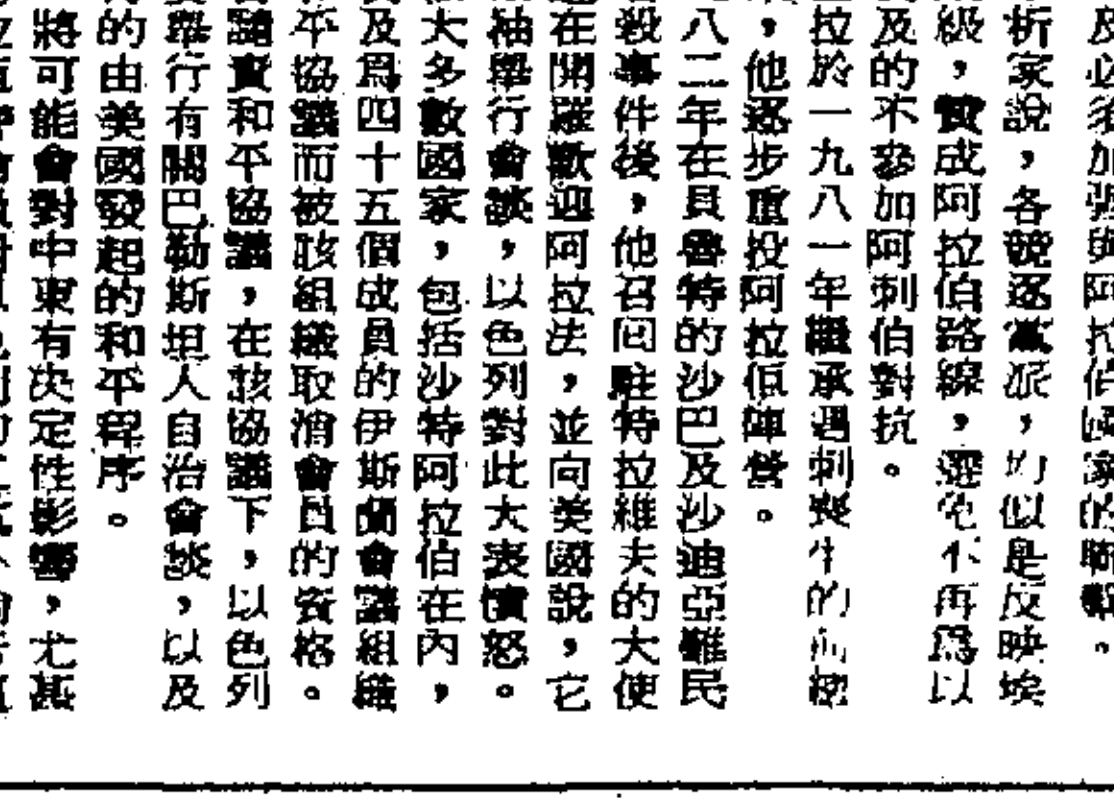 及必須加強與阿拉伯國家的聯繫。
析家說，各競逐黨派，均似是反映埃
級，贊成阿拉伯路線，選危不再爲以
及的不參加阿刺伯對抗。
拉於一九八一年繼承遇刺喪生的
，他逐步重投阿拉伯陣營。
八二年在貝魯特的沙巴及沙迪亞難民
殺事件後，他召回駐特拉維夫的大使
在開羅歡迎阿拉法，並向美國說，它
袖舉行會談，以色列對此大表憤怒。
大多數國家，包括沙特阿拉伯在內，
及爲四十五個成員的伊斯蘭會議組織
平協議而被該組織取消會員的資格。
譴責和平協議，在該協議下，以色列
舉行有關巴勒斯坦人自治會談，以及
的由美國發起的和平程序。
將可能會對中東有決定性影響，尤甚